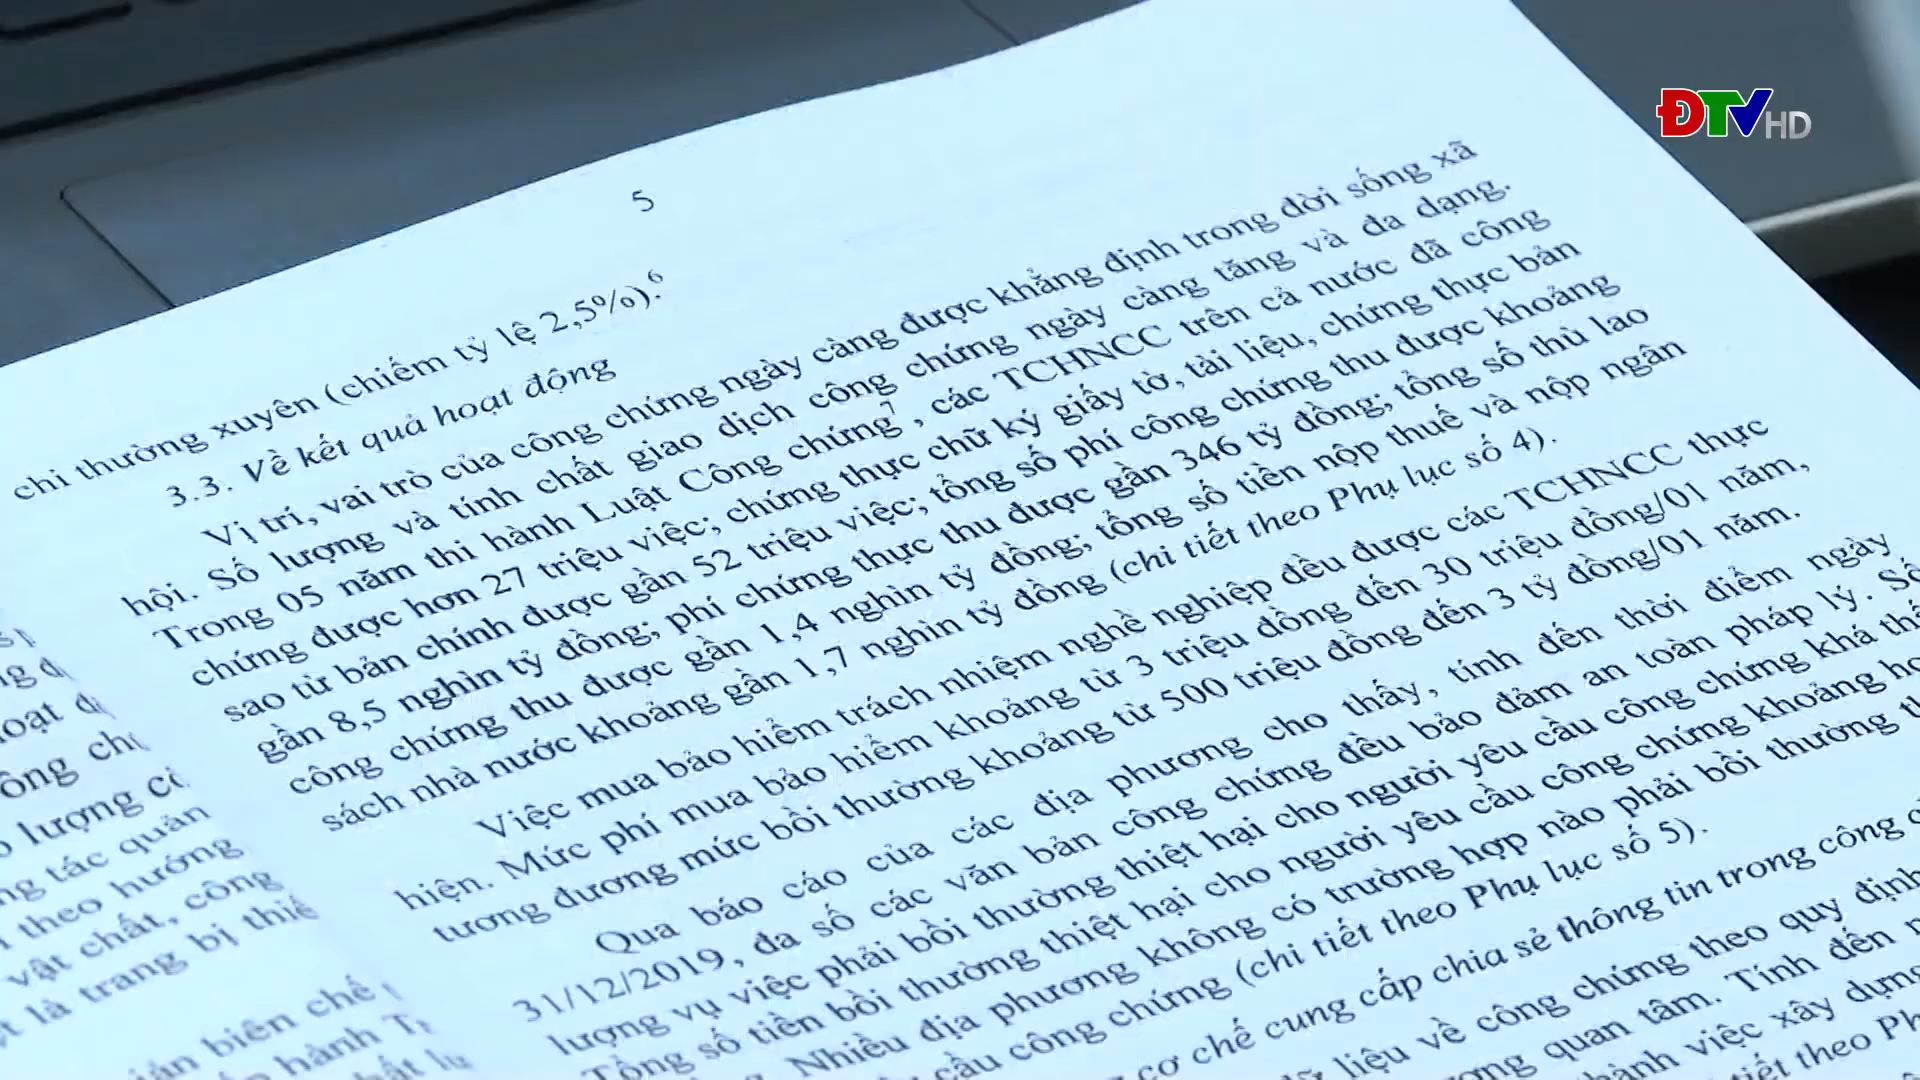 ĐTV HD
5
chi thường xuyên (chiếm tỷ lệ 2,5%).⁶
3.3. Về kết quả hoạt động
Vị trí, vai trò của công chứng ngày càng được khẳng định trong đời sống xã
hội. Số lượng và tính chất giao dịch công chứng ngày càng tăng và đa dạng.
Trong 05 năm thi hành Luật Công chứng⁷, các TCHNCC trên cả nước đã công
chứng được hơn 27 triệu việc; chứng thực chữ ký giấy tờ, tài liệu, chứng thực bản
sao từ bản chính được gần 52 triệu việc; tổng số phí công chứng thu được khoảng
gần 8,5 nghìn tỷ đồng; phí chứng thực thu được gần 346 tỷ đồng; tổng số thù lao
công chứng thu được gần 1,4 nghìn tỷ đồng; tổng số tiền nộp thuế và nộp ngân
sách nhà nước khoảng gần 1,7 nghìn tỷ đồng (chi tiết theo Phụ lục số 4).
Việc mua bảo hiểm trách nhiệm nghề nghiệp đều được các TCHNCC thực
hiện. Mức phí mua bảo hiểm khoảng từ 3 triệu đồng đến 30 triệu đồng/01 năm,
tương đương mức bồi thường khoảng từ 500 triệu đồng đến 3 tỷ đồng/01 năm.
Qua báo cáo của các địa phương cho thấy, tính đến thời điểm ngày
31/12/2019, đa số các văn bản công chứng đều bảo đảm an toàn pháp lý. Số
lượng vụ việc phải bồi thường thiệt hại cho người yêu cầu công chứng khá
Tổng số tiền bồi thường thiệt hại cho người yêu cầu công chứng khoảng
Nhiều địa phương không có trường hợp nào phải bồi thường
cầu công chứng (chi tiết theo Phụ lục số 5).
cơ chế cung cấp chia sẻ thông tin trong công
liệu về công chứng theo quy định
quan tâm. Tính đến
việc xây dựng
theo
lượng
tác quản
theo hướng
vật chất, công
là trang bị
biên chế
hành